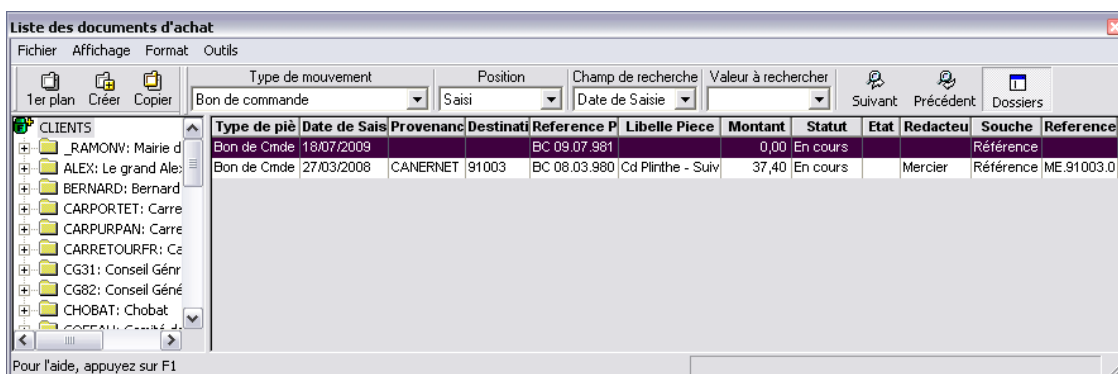 Liste des documents d'achat
Fichier Affichage Format Outils
Type de mouvement Position Champ de recherche Valeur à rechercher
1er plan Créer Copier Bon de commande Saisi Date de Saisie Suivant Précédent Dossiers
CLIENTS Type de piè Date de Sais Provenanc Destinati Reference P Libelle Piece Montant Statut Etat Redacteu Souche Reference
_RAMONV: Mairie d Bon de Cmde 18/07/2009 BC 09.07.981 0,00 En cours Référence
ALEX: Le grand Ale Bon de Cmde 27/03/2008 CANERNET 91003 BC 08.03.980 Cd Plinthe - Suiv 37,40 En cours Mercier Référence ME.91003.0
BERNARD: Bernard
CARPORTET: Carre
CARPURPAN: Carre
CARRETOURFR: Ca
CG31: Conseil Génr
CG82: Conseil Géné
CHOBAT: Chobat
Pour l'aide, appuyez sur F1